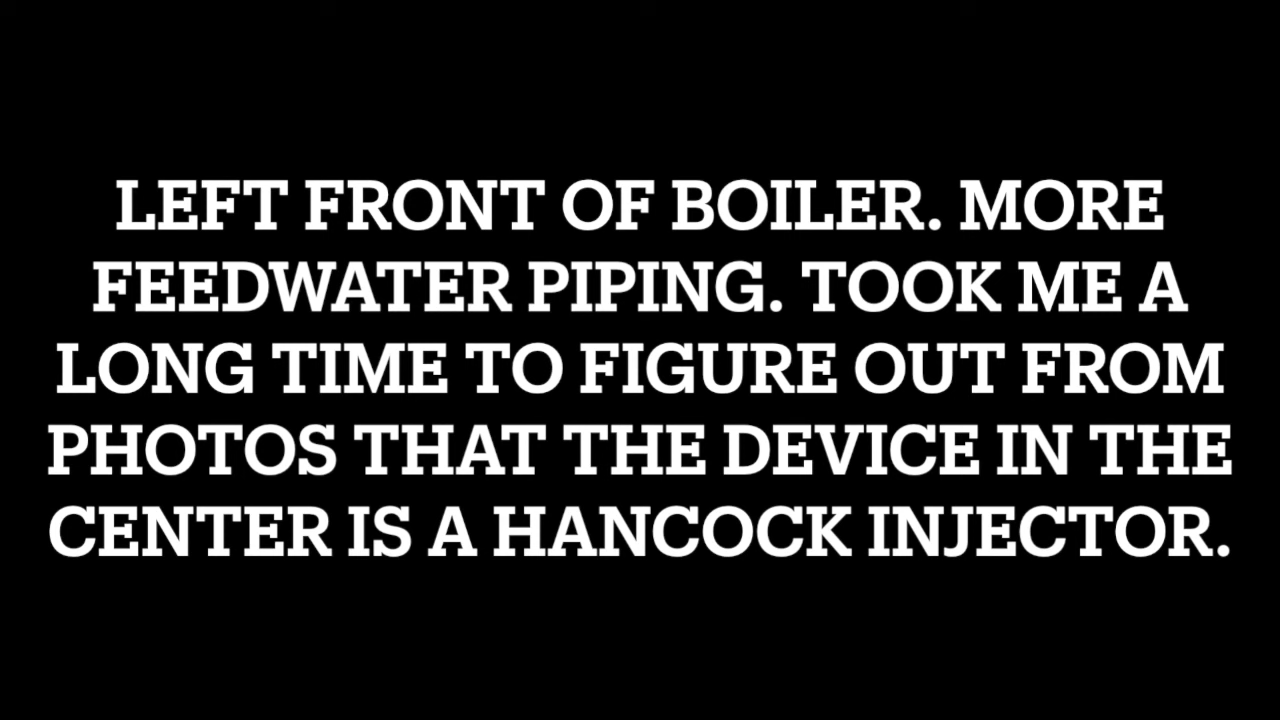 LEFT FRONT OF BOILER. MORE
FEEDWATER PIPING. TOOK ME A
LONG TIME TO FIGURE OUT FROM
PHOTOS THAT THE DEVICE IN THE
CENTER IS A HANCOCK INJECTOR.